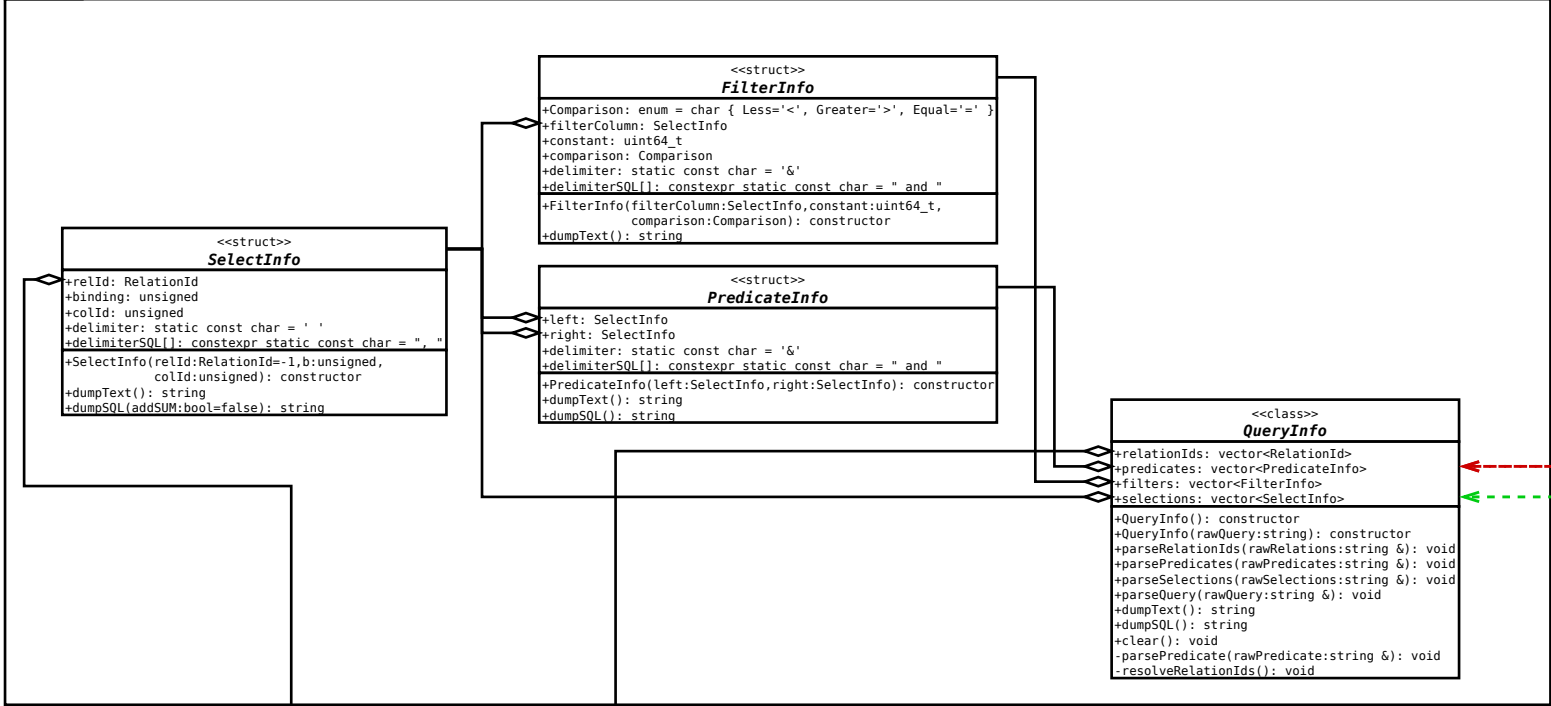 <<struct>>
FilterInfo
+Comparison: enum = char { Less='<', Greater='>', Equal='=' }
+filterColumn: SelectInfo
+constant: uint64_t
+comparison: Comparison
+delimiter: static const char = '&'
+delimiterSQL[]: constexpr static const char = " and "
+FilterInfo(filterColumn:SelectInfo,constant:uint64_t,
comparison:Comparison): constructor
+dumpText(): string
<<struct>>
SelectInfo
+relId: RelationId
+binding: unsigned
+colId: unsigned
+delimiter: static const char = ' '
+delimiterSQL[]: constexpr static const char = ", "
+SelectInfo(relId:RelationId=-1,b:unsigned,
colId:unsigned): constructor
+dumpText(): string
+dumpSQL(addSUM:bool=false): string
<<struct>>
PredicateInfo
+left: SelectInfo
+right: SelectInfo
+delimiter: static const char = '&'
+delimiterSQL[]: constexpr static const char = " and "
+PredicateInfo(left:SelectInfo,right:SelectInfo): constructor
+dumpText(): string
+dumpSQL(): string
<<class>>
QueryInfo
+relationIds: vector<RelationId>
+predicates: vector<PredicateInfo>
+filters: vector<FilterInfo>
+selections: vector<SelectInfo>
+QueryInfo(): constructor
+QueryInfo(rawQuery:string): constructor
+parseRelationIds(rawRelations:string &): void
+parsePredicates(rawPredicates:string &): void
+parseSelections(rawSelections:string &): void
+parseQuery(rawQuery:string &): void
+dumpText(): string
+dumpSQL(): string
+clear(): void
-parsePredicate(rawPredicate:string &): void
-resolveRelationIds(): void